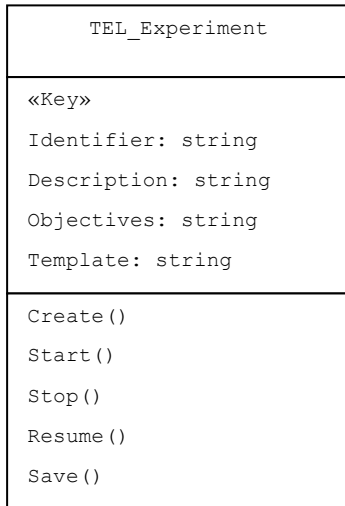 TEL_Experiment
«Key»
Identifier: string
Description: string
Objectives: string
Template: string
Create()
Start()
Stop()
Resume()
Save()